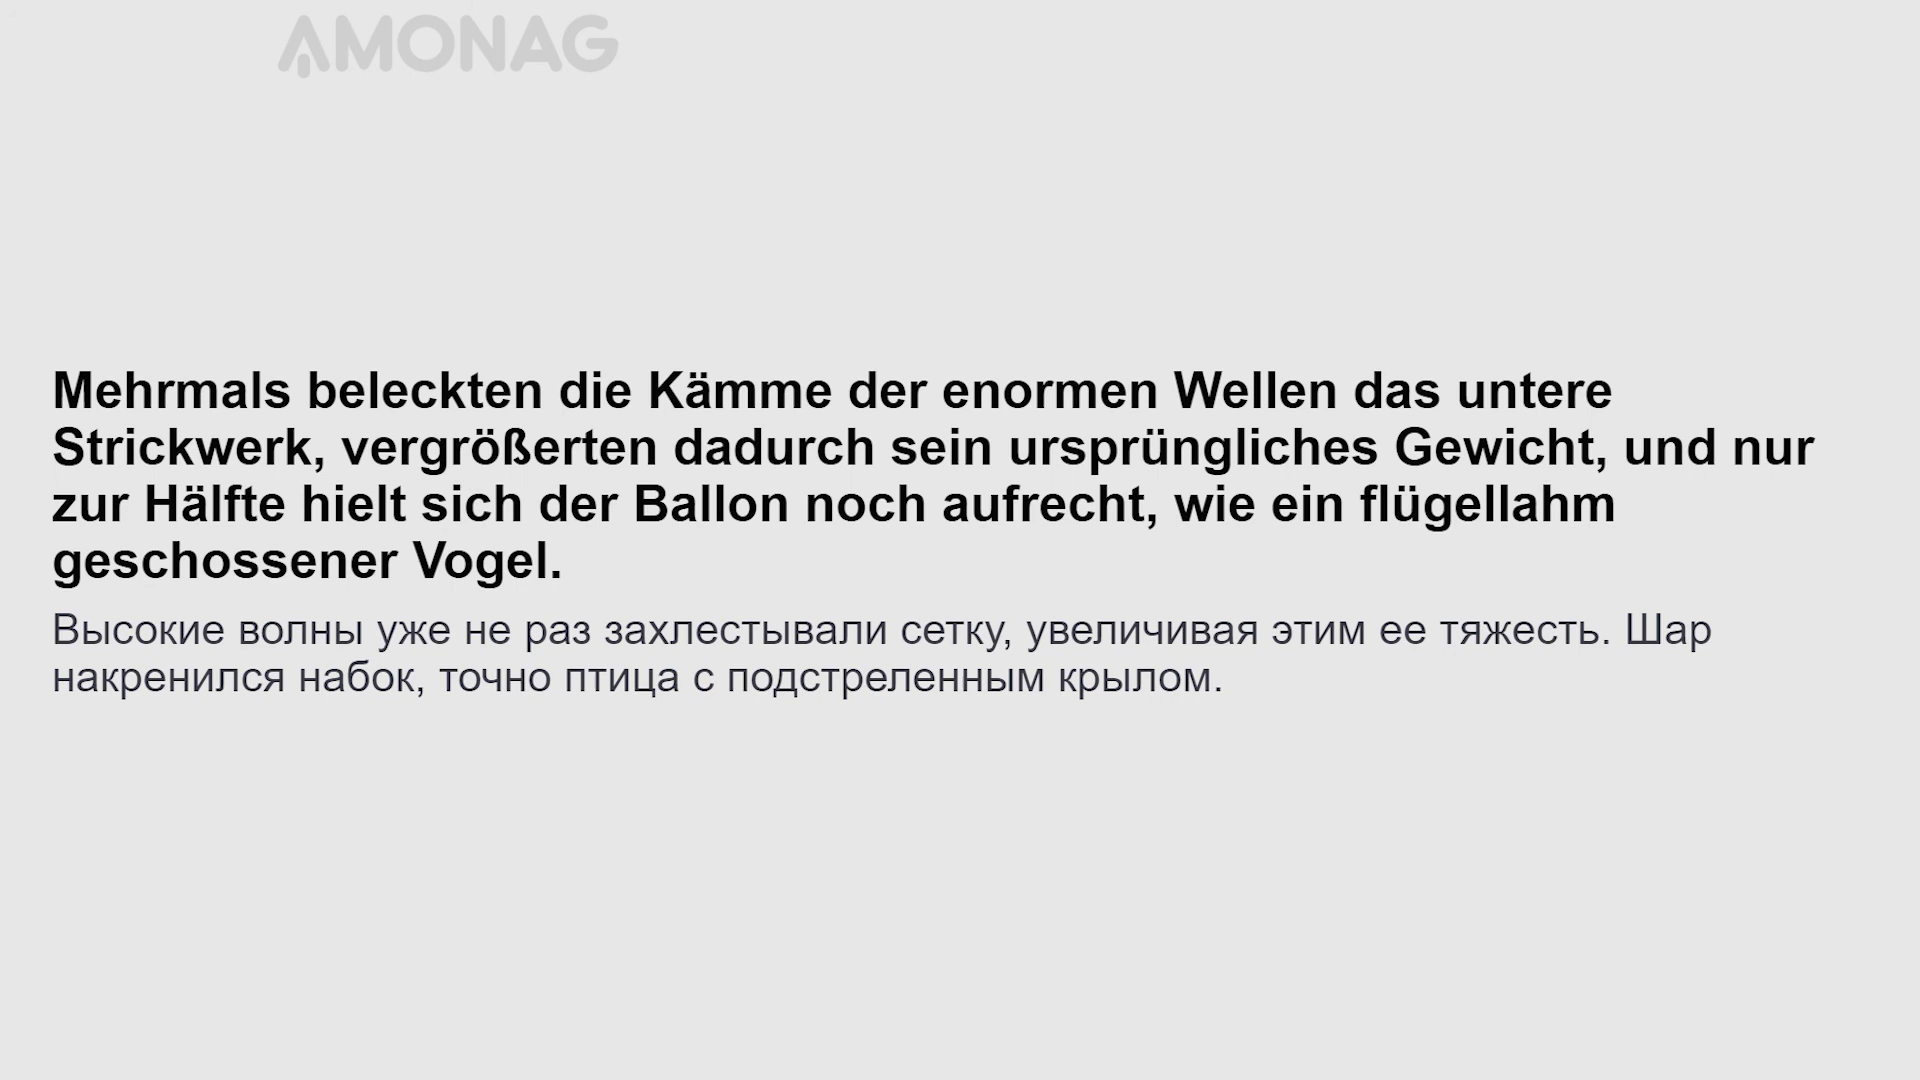 AMONAG
Mehrmals beleckten die Kämme der enormen Wellen das untere
Strickwerk, vergrößerten dadurch sein ursprüngliches Gewicht, und nur
zur Hälfte hielt sich der Ballon noch aufrecht, wie ein flügellahm
geschossener Vogel.
Высокие волны уже не раз захлестывали сетку, увеличивая этим ее тяжесть. Шар
накренился набок, точно птица с подстреленным крылом.